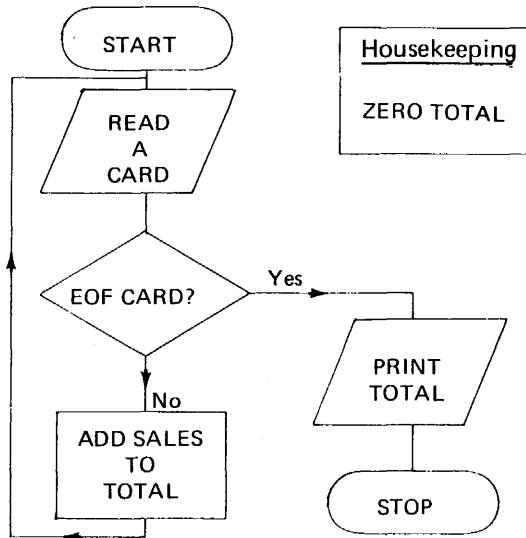 START
Housekeeping
ZERO TOTAL
READ
A
CARD
EOF CARD?
Yes
No
PRINT
TOTAL
ADD SALES
TO
TOTAL
STOP